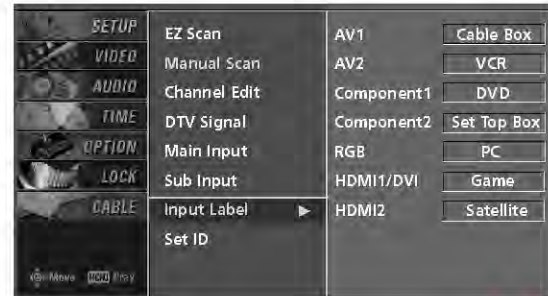 SETUP
VIDEO
AUDIO
TIME
OPTION
LOCK
CABLE
Move MENU Prev.
EZ Scan
Manual Scan
Channel Edit
DTV Signal
Main Input
Sub Input
Input Label ▶
Set ID
AV1 Cable Box
AV2 VCR
Component1 DVD
Component2 Set Top Box
RGB PC
HDMI1/DVI Game
HDMI2 Satellite